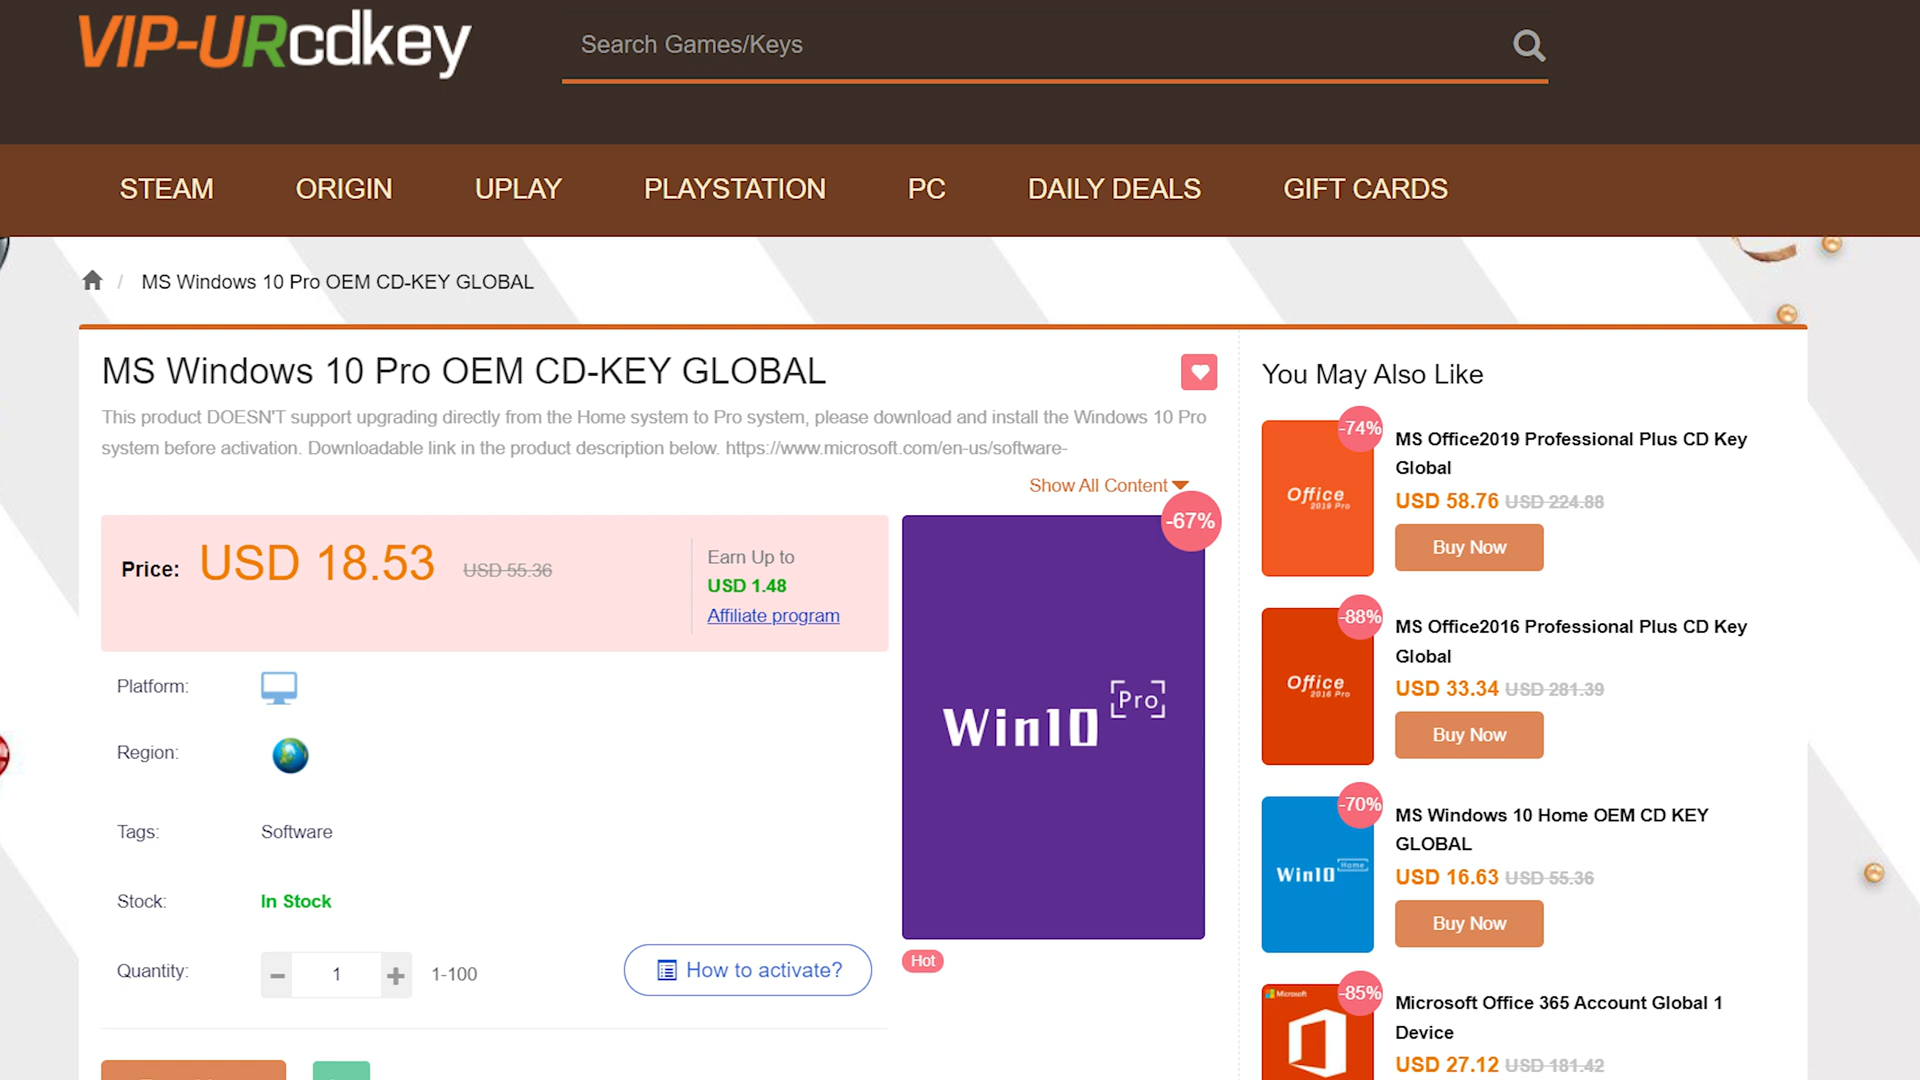 VIP-URcdkey
Search Games/Keys
STEAM ORIGIN UPLAY PLAYSTATION PC DAILY DEALS GIFT CARDS
/ MS Windows 10 Pro OEM CD-KEY GLOBAL
MS Windows 10 Pro OEM CD-KEY GLOBAL
This product DOESN'T support upgrading directly from the Home system to Pro system, please download and install the Windows 10 Pro
system before activation. Downloadable link in the product description below. https://www.microsoft.com/en-us/software-
Show All Content
Price: USD 18.53 USD 55.36
Earn Up to
USD 1.48
Affiliate program
-67%
Win10 Pro
Hot
Platform:
Region:
Tags: Software
Stock: In Stock
Quantity: 1 1-100
How to activate?
You May Also Like
-74%
Office
2019 Pro
MS Office2019 Professional Plus CD Key
Global
USD 58.76 USD 224.88
Buy Now
-88%
Office
2016 Pro
MS Office2016 Professional Plus CD Key
Global
USD 33.34 USD 281.39
Buy Now
-70%
Win10 Home
MS Windows 10 Home OEM CD KEY
GLOBAL
USD 16.63 USD 55.36
Buy Now
-85%
Microsoft
Microsoft Office 365 Account Global 1
Device
USD 27.12 USD 181.42